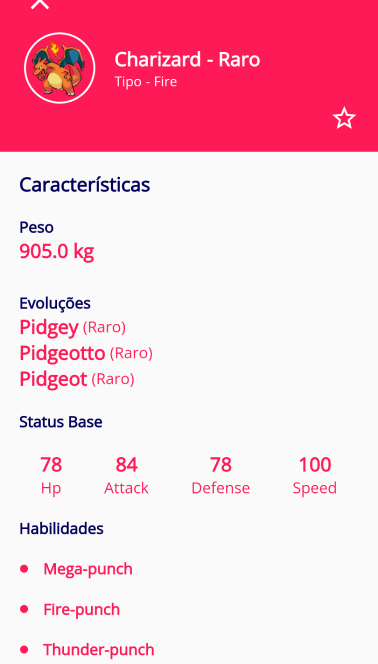 Charizard - Raro
Tipo - Fire
Características
Peso
905.0 kg
Evoluções
Pidgey (Raro)
Pidgeotto (Raro)
Pidgeot (Raro)
Status Base
78 84 78 100
Hp Attack Defense Speed
Habilidades
Mega-punch
Fire-punch
Thunder-punch